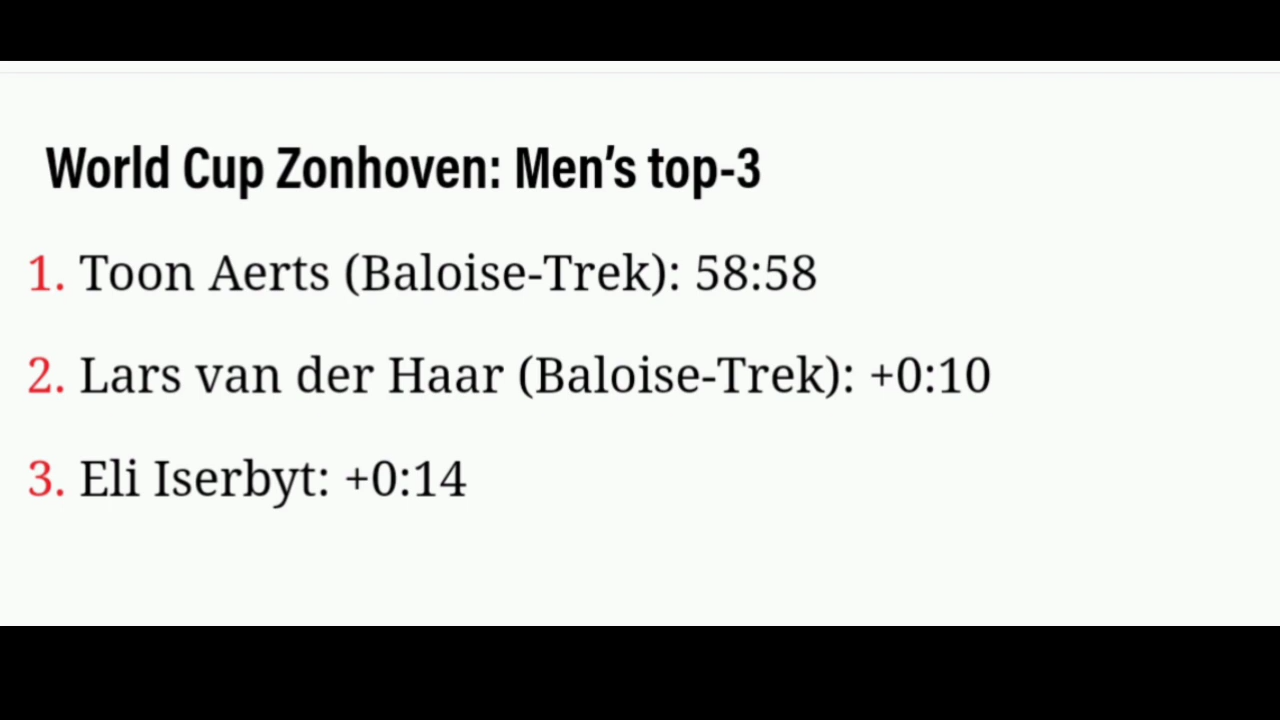 World Cup Zonhoven: Men’s top-3
1. Toon Aerts (Baloise-Trek): 58:58
2. Lars van der Haar (Baloise-Trek): +0:10
3. Eli Iserbyt: +0:14